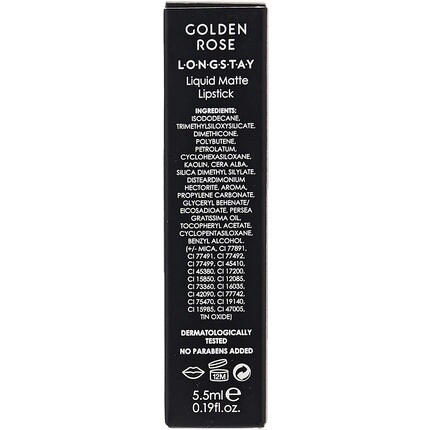 GOLDEN
ROSE
L•O•N•G•S•T•A•Y
Liquid Matte
Lipstick
INGREDIENTS:
ISODODECANE,
TRIMETHYLSILOXYSILICATE,
DIMETHICONE,
POLYBUTENE,
PETROLATUM,
CYCLOHEXASILOXANE,
KAOLIN, CERA ALBA,
SILICA DIMETHYL SILYLATE,
DISTEARDIMONIUM
HECTORITE, AROMA,
PROPYLENE CARBONATE,
GLYCERYL BEHENATE/
EICOSADIOATE, PERSEA
GRATISSIMA OIL,
TOCOPHERYL ACETATE,
CYCLOPENTASILOXANE,
BENZYL ALCOHOL.
(+/- MICA, CI 77891,
CI 77491, CI 77492,
CI 77499, CI 45410,
CI 45380, CI 17200,
CI 15850, CI 12085,
CI 73360, CI 16035,
CI 42090, CI 77742,
CI 75470, CI 19140,
CI 15985, CI 47005,
TIN OXIDE)
DERMATOLOGICALLY
TESTED
NO PARABENS ADDED
12M
5.5ml e
0.19fl.oz.